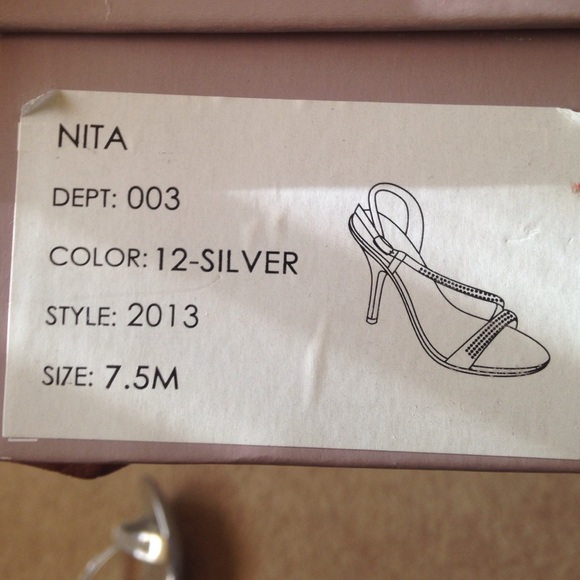 NITA
DEPT: 003
COLOR: 12-SILVER
STYLE: 2013
SIZE: 7.5M